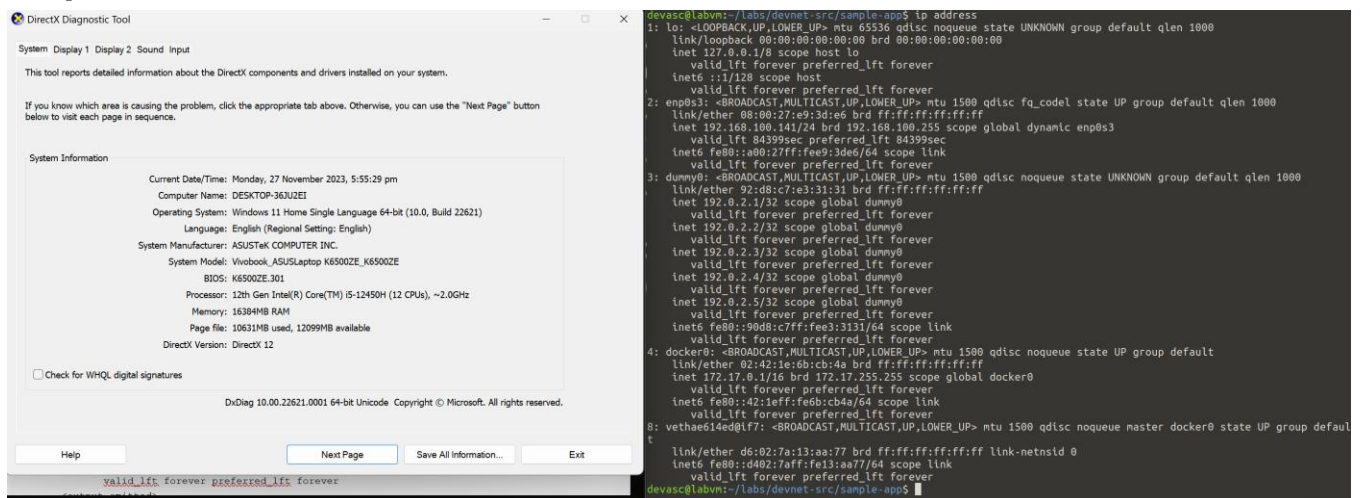 DirectX Diagnostic Tool
System Display 1 Display 2 Sound Input
This tool reports detailed information about the DirectX components and drivers installed on your system.
If you know which area is causing the problem, click the appropriate tab above. Otherwise, you can use the "Next Page" button
below to visit each page in sequence.
System Information
Current Date/Time: Monday, 27 November 2023, 5:55:29 pm
Computer Name: DESKTOP-36JU2EI
Operating System: Windows 11 Home Single Language 64-bit (10.0, Build 22621)
Language: English (Regional Setting: English)
System Manufacturer: ASUSTeK COMPUTER INC.
System Model: Vivobook_ASUSLaptop K6500ZE_K6500ZE
BIOS: K6500ZE.301
Processor: 12th Gen Intel(R) Core(TM) i5-12450H (12 CPUs), ~2.0GHz
Memory: 16384MB RAM
Page file: 10631MB used, 12099MB available
DirectX Version: DirectX 12
Check for WHQL digital signatures
DxDiag 10.00.22621.0001 64-bit Unicode Copyright © Microsoft. All rights reserved.
Help Next Page Save All Information... Exit
valid_lft forever preferred_lft forever
devasc@labvm:~/labs/devnet-src/sample-app$ ip address
1: lo: <LOOPBACK,UP,LOWER_UP> mtu 65536 qdisc noqueue state UNKNOWN group default qlen 1000
link/loopback 00:00:00:00:00:00 brd 00:00:00:00:00:00
inet 127.0.0.1/8 scope host lo
valid_lft forever preferred_lft forever
inet6 ::1/128 scope host
valid_lft forever preferred_lft forever
2: enp0s3: <BROADCAST,MULTICAST,UP,LOWER_UP> mtu 1500 qdisc fq_codel state UP group default qlen 1000
link/ether 08:00:27:e9:3d:e6 brd ff:ff:ff:ff:ff:ff
inet 192.168.100.141/24 brd 192.168.100.255 scope global dynamic enp0s3
valid_lft 84399sec preferred_lft 84399sec
inet6 fe80::a00:27ff:fee9:3de6/64 scope link
valid_lft forever preferred_lft forever
3: dummy0: <BROADCAST,MULTICAST,UP,LOWER_UP> mtu 1500 qdisc noqueue state UNKNOWN group default qlen 1000
link/ether 92:d8:c7:e3:31:31 brd ff:ff:ff:ff:ff:ff
inet 192.0.2.1/32 scope global dummy0
valid_lft forever preferred_lft forever
inet 192.0.2.2/32 scope global dummy0
valid_lft forever preferred_lft forever
inet 192.0.2.3/32 scope global dummy0
valid_lft forever preferred_lft forever
inet 192.0.2.4/32 scope global dummy0
valid_lft forever preferred_lft forever
inet 192.0.2.5/32 scope global dummy0
valid_lft forever preferred_lft forever
inet6 fe80::90d8:c7ff:fee3:3131/64 scope link
valid_lft forever preferred_lft forever
4: docker0: <BROADCAST,MULTICAST,UP,LOWER_UP> mtu 1500 qdisc noqueue state UP group default
link/ether 02:42:1e:6b:cb:4a brd ff:ff:ff:ff:ff:ff
inet 172.17.0.1/16 brd 172.17.255.255 scope global docker0
valid_lft forever preferred_lft forever
inet6 fe80::42:1eff:fe6b:cb4a/64 scope link
valid_lft forever preferred_lft forever
8: vethae614ed@if7: <BROADCAST,MULTICAST,UP,LOWER_UP> mtu 1500 qdisc noqueue master docker0 state UP group defaul
t
link/ether d6:02:7a:13:aa:77 brd ff:ff:ff:ff:ff:ff link-netnsid 0
inet6 fe80::d402:7aff:fe13:aa77/64 scope link
valid_lft forever preferred_lft forever
devasc@labvm:~/labs/devnet-src/sample-app$